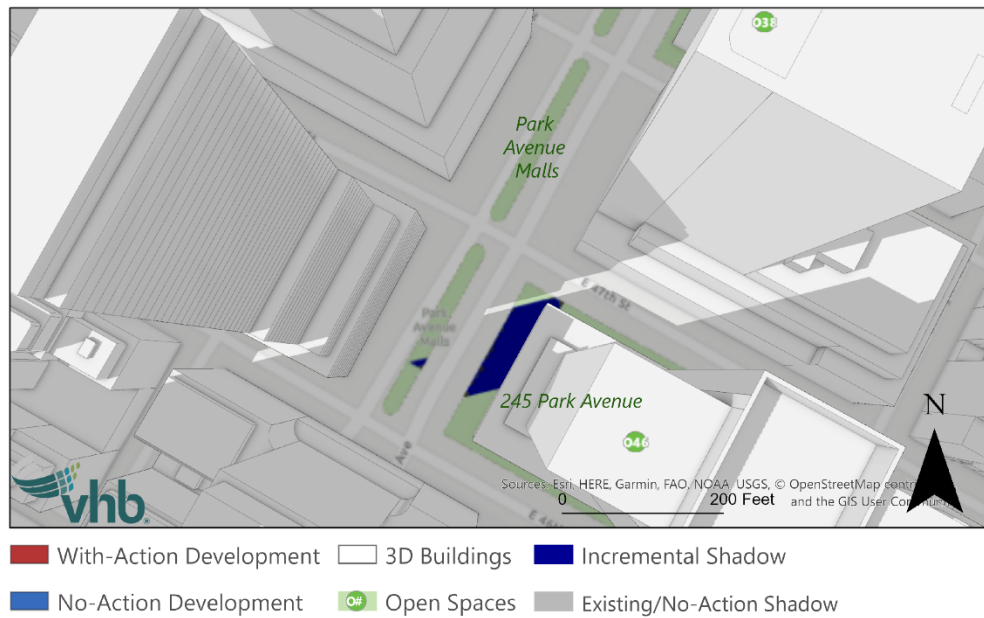 O38
Park
Avenue
Malls
E 47th St
Park
Avenue
Malls
245 Park Avenue
O46
Ave
N
Sources: Esri, HERE, Garmin, FAO, NOAA, USGS, © OpenStreetMap
0 200 Feet and the GIS User
E 46th
vhb
With-Action Development 3D Buildings Incremental Shadow
No-Action Development O# Open Spaces Existing/No-Action Shadow